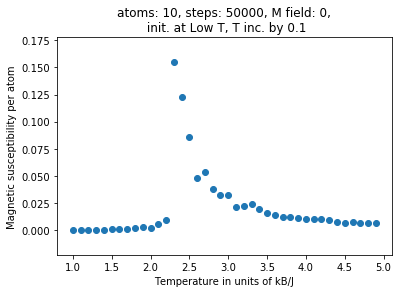 atoms: 10, steps: 50000, M field: 0,
init. at Low T, T inc. by 0.1
Magnetic susceptibility per atom
0.175
0.150
0.125
0.100
0.075
0.050
0.025
0.000
1.0 1.5 2.0 2.5 3.0 3.5 4.0 4.5 5.0
Temperature in units of kB/J